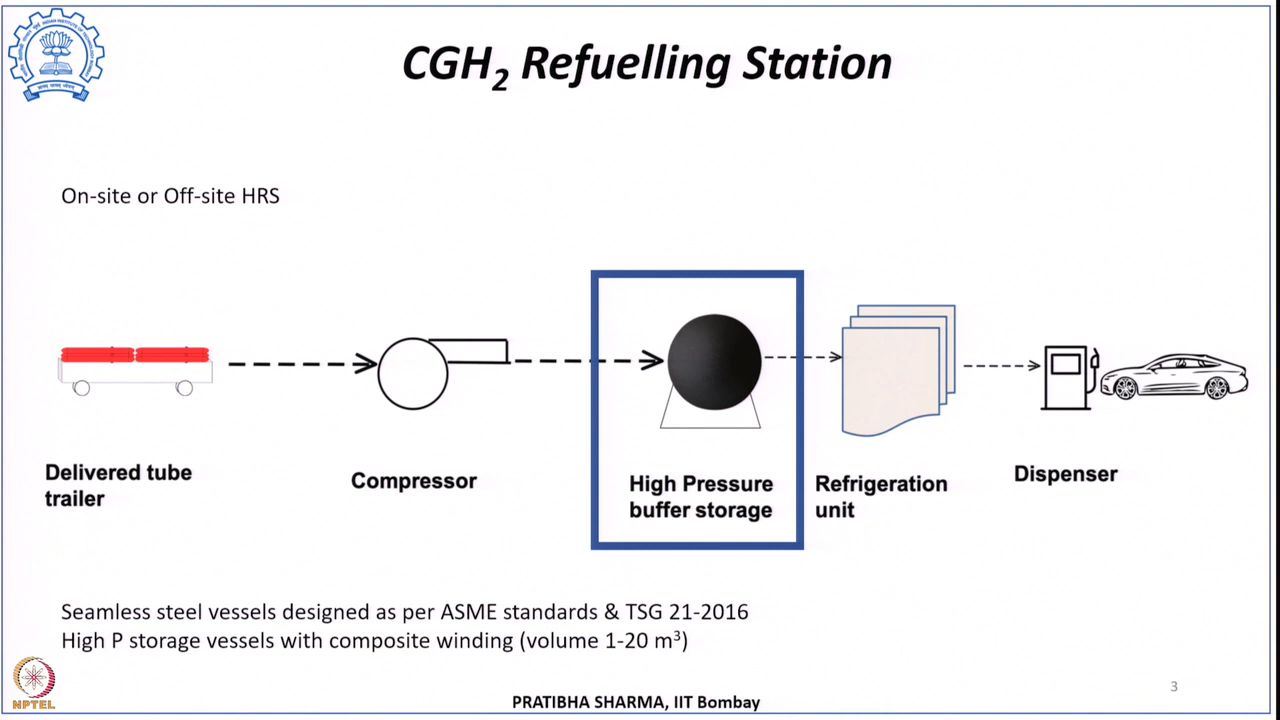 CGH₂ Refuelling Station
On-site or Off-site HRS
Delivered tube
trailer
Compressor
High Pressure
buffer storage
Refrigeration
unit
Dispenser
Seamless steel vessels designed as per ASME standards & TSG 21-2016
High P storage vessels with composite winding (volume 1-20 m³)
NPTEL
PRATIBHA SHARMA, IIT Bombay
3